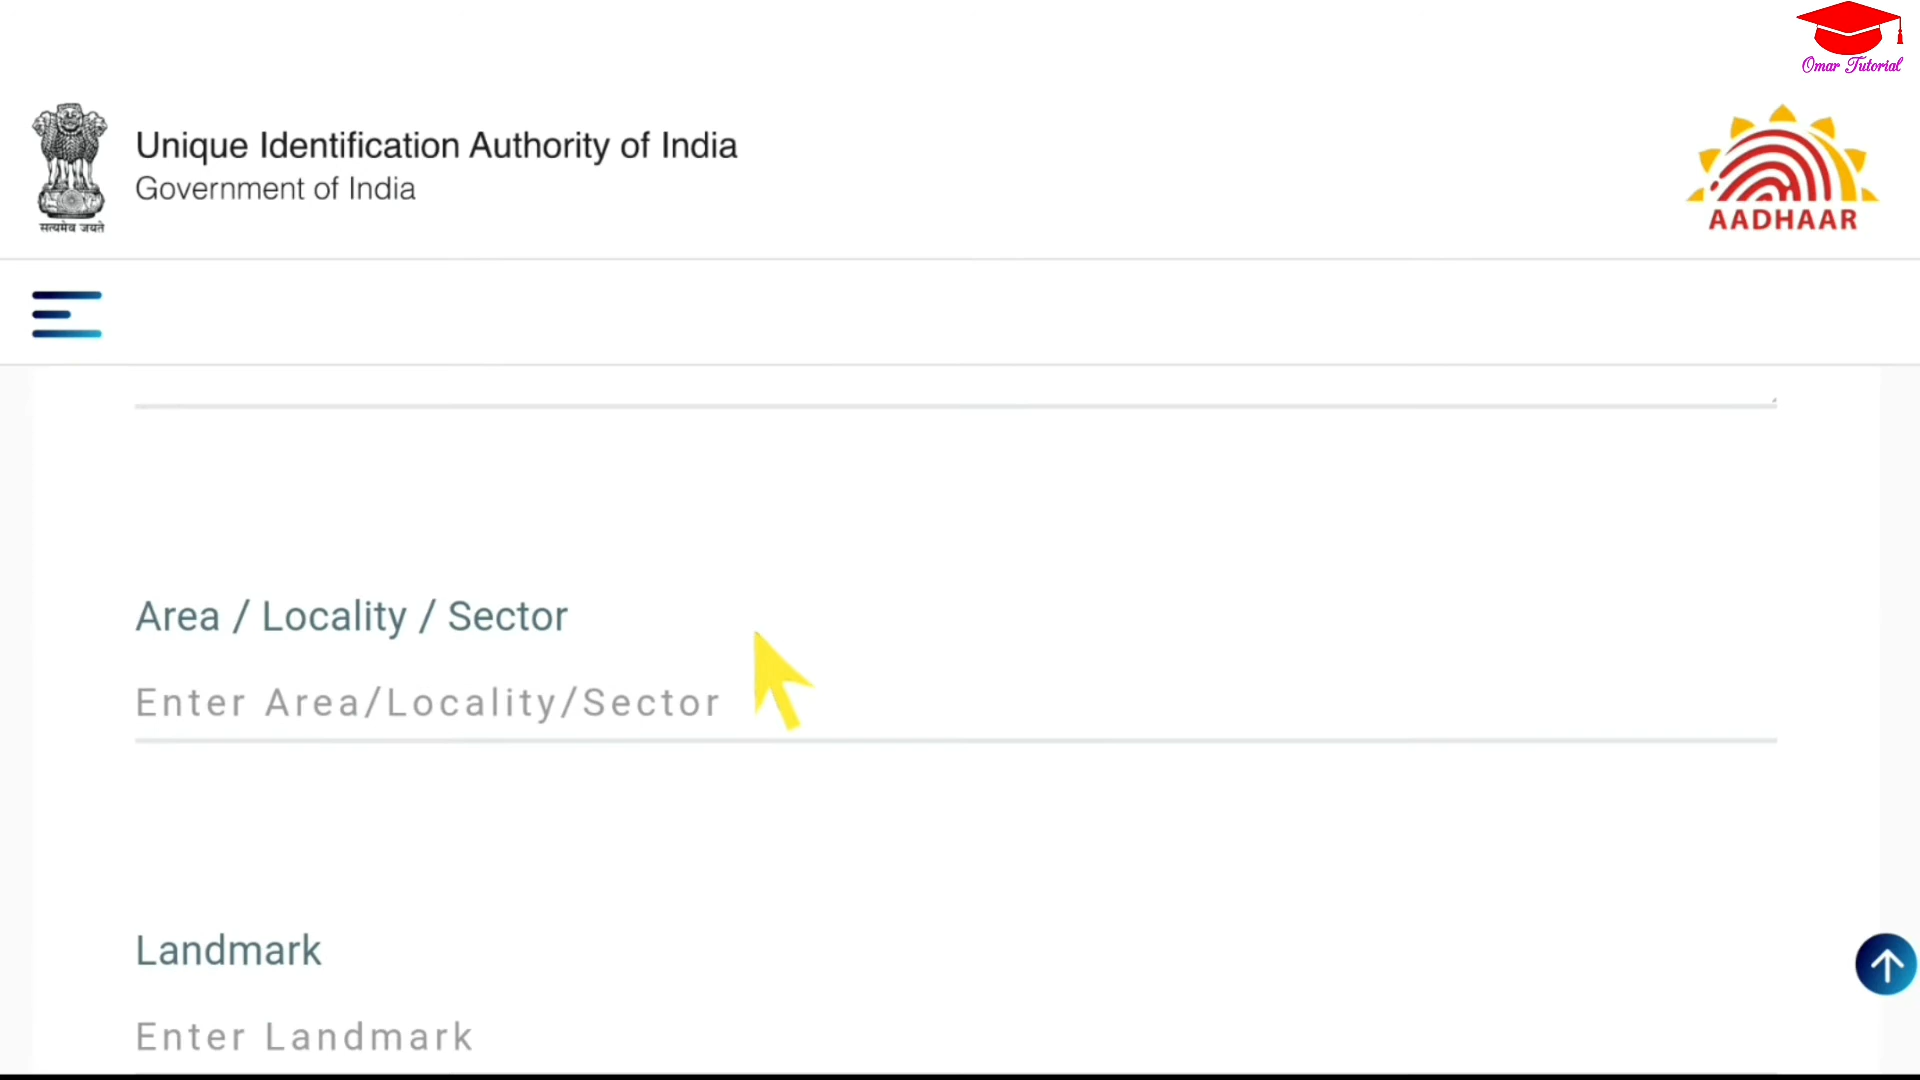 Omar Tutorial
Unique Identification Authority of India
Government of India
सत्यमेव जयते
AADHAAR
Area / Locality / Sector
Enter Area/Locality/Sector
Landmark
Enter Landmark